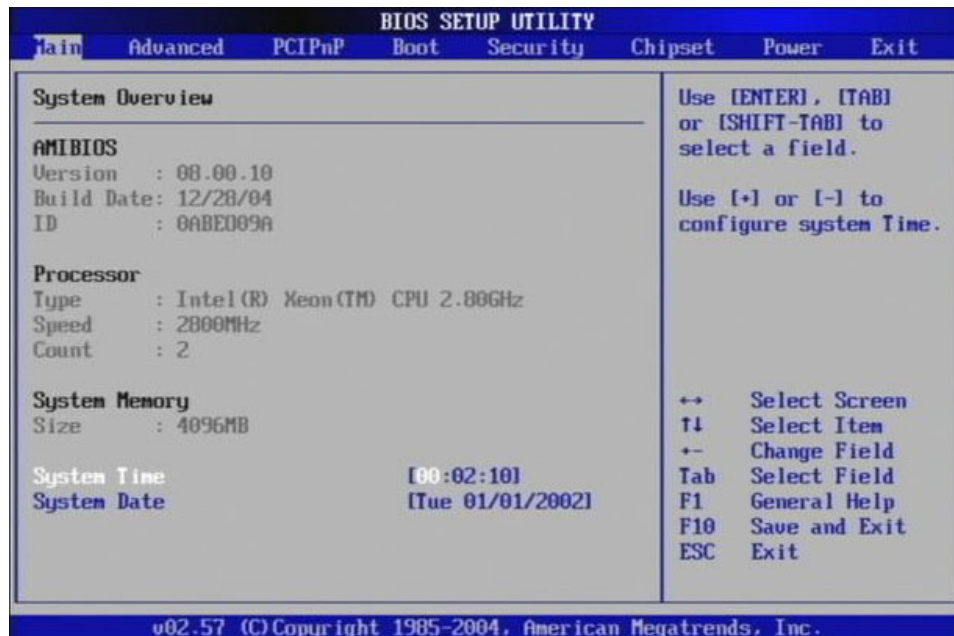 BIOS SETUP UTILITY
Main Advanced PCIPnP Boot Security Chipset Power Exit
System Overview
AMIBIOS
Version : 08.00.10
Build Date: 12/28/04
ID : 0ABEO09A
Processor
Type : Intel(R) Xeon(TM) CPU 2.80GHz
Speed : 2800MHz
Count : 2
System Memory
Size : 4096MB
System Time [00:02:10]
System Date [Tue 01/01/2002]
Use [ENTER], [TAB]
or [SHIFT-TAB] to
select a field.
Use [+] or [-] to
configure system Time.
↔ Select Screen
↑↓ Select Item
+- Change Field
Tab Select Field
F1 General Help
F10 Save and Exit
ESC Exit
v02.57 (C)Copyright 1985-2004, American Megatrends, Inc.